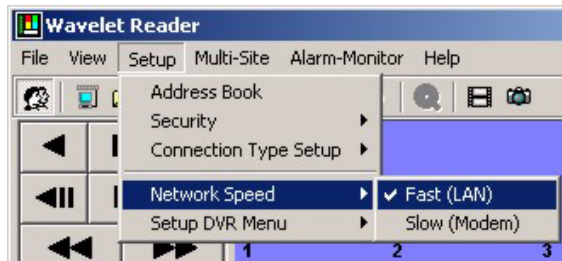 Wavelet Reader
File View Setup Multi-Site Alarm-Monitor Help
Address Book
Security
Connection Type Setup
Network Speed
Fast (LAN)
Setup DVR Menu
Slow (Modem)
1 2 3